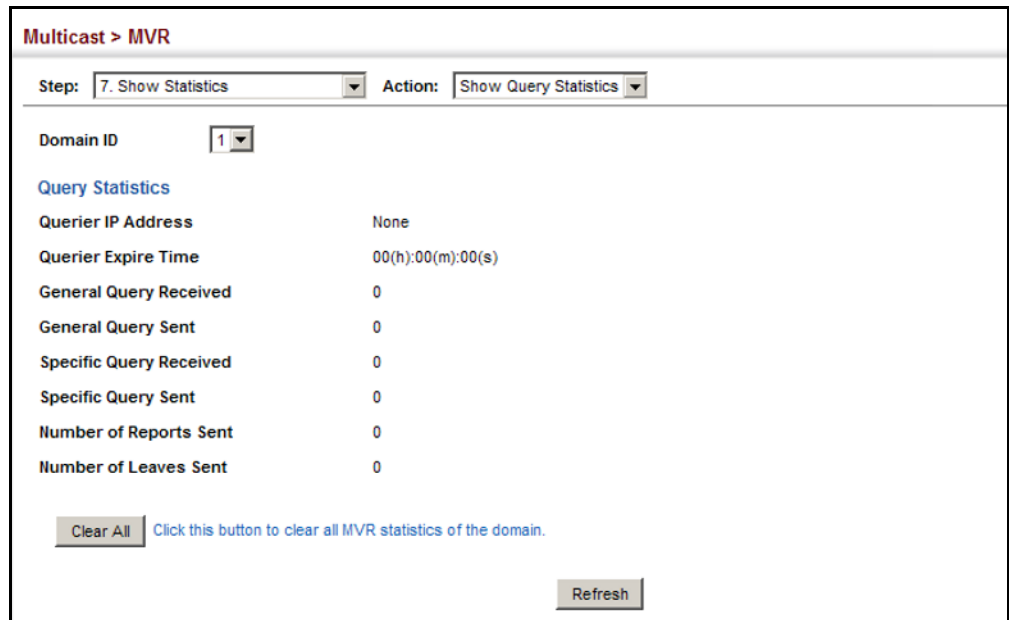 Multicast > MVR
Step: 7. Show Statistics Action: Show Query Statistics
Domain ID 1
Query Statistics
Querier IP Address None
Querier Expire Time 00(h):00(m):00(s)
General Query Received 0
General Query Sent 0
Specific Query Received 0
Specific Query Sent 0
Number of Reports Sent 0
Number of Leaves Sent 0
Clear All Click this button to clear all MVR statistics of the domain.
Refresh